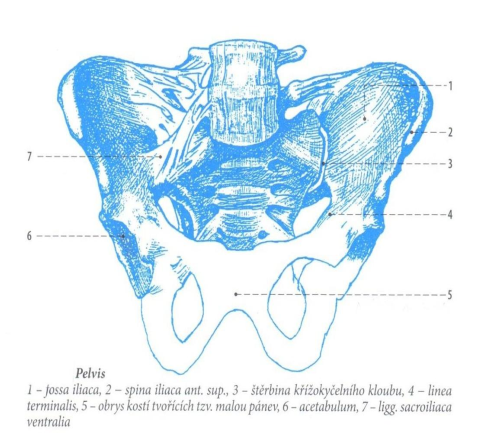 1
2
7
3
4
6
5
Pelvis
1 – fossa iliaca, 2 – spina iliaca ant. sup., 3 – štěrbina křížokyčelního kloubu, 4 – linea
terminalis, 5 – obrys kostí tvořících tzv. malou pánev, 6 – acetabulum, 7 – ligg. sacroiliaca
ventralia